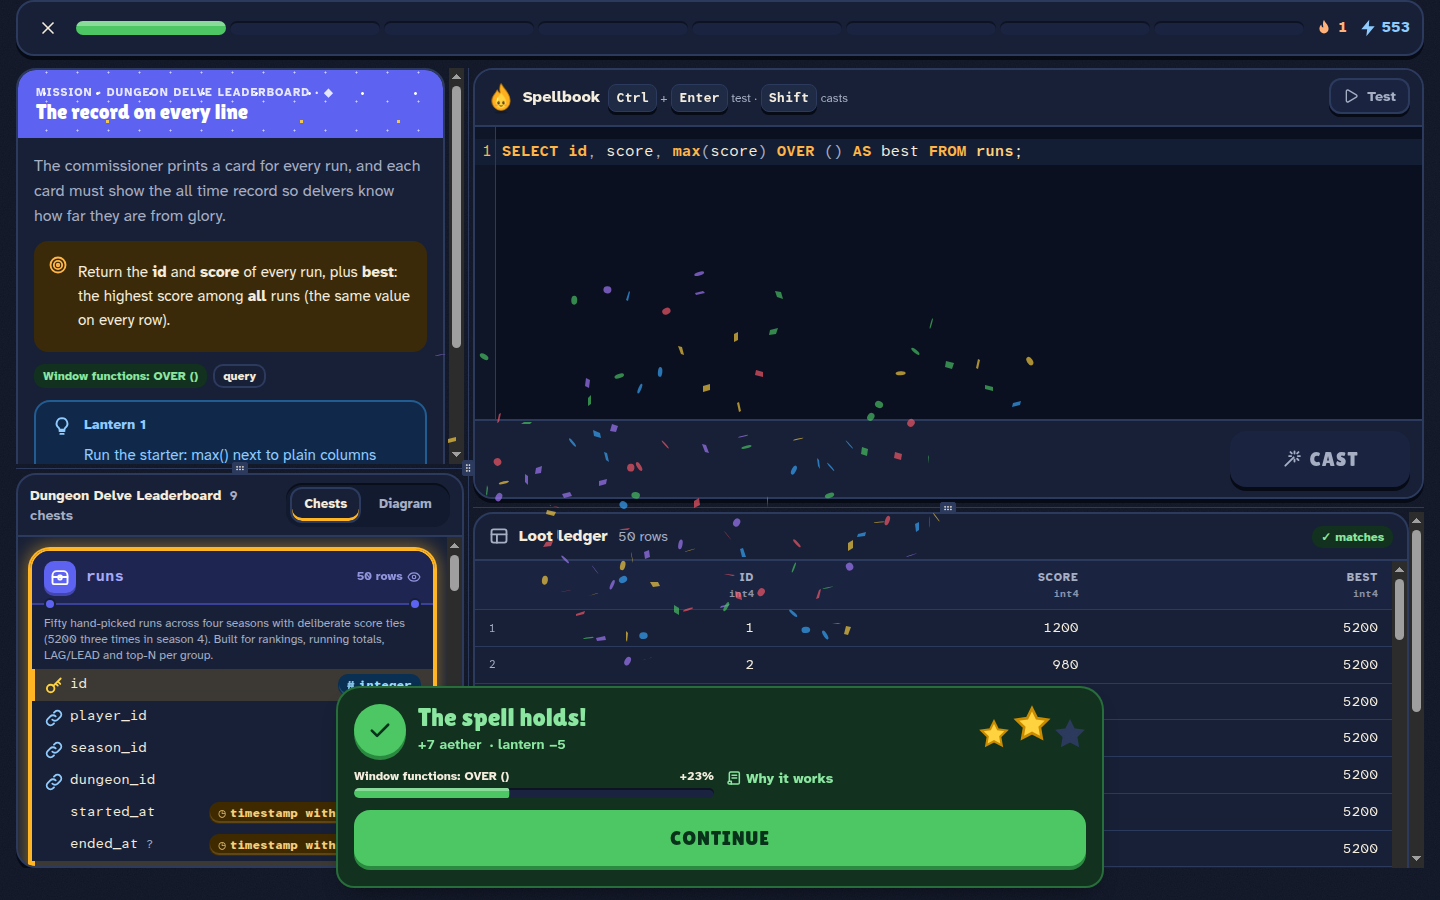 1
553
MISSION · DUNGEON DELVE LEADERBOARD · ◆
The record on every line
The commissioner prints a card for every run, and each
card must show the all time record so delvers know
how far they are from glory.
Return the id and score of every run, plus best:
the highest score among all runs (the same value
on every row).
Window functions: OVER ()
query
Lantern 1
Run the starter: max() next to plain columns
Dungeon Delve Leaderboard 9
chests
Chests
Diagram
runs
50 rows
Fifty hand-picked runs across four seasons with deliberate score ties
(5200 three times in season 4). Built for rankings, running totals,
LAG/LEAD and top-N per group.
id
# integer
player_id
season_id
dungeon_id
started_at
timestamp with
ended_at ?
timestamp with
Spellbook Ctrl + Enter test · Shift casts
Test
1 SELECT id, score, max(score) OVER () AS best FROM runs;
CAST
Loot ledger 50 rows
✓ matches
ID SCORE BEST
int4 int4 int4
1 1 1200 5200
2 2 980 5200
5200
5200
5200
5200
5200
The spell holds!
+7 aether · lantern −5
Window functions: OVER () +23%
Why it works
CONTINUE